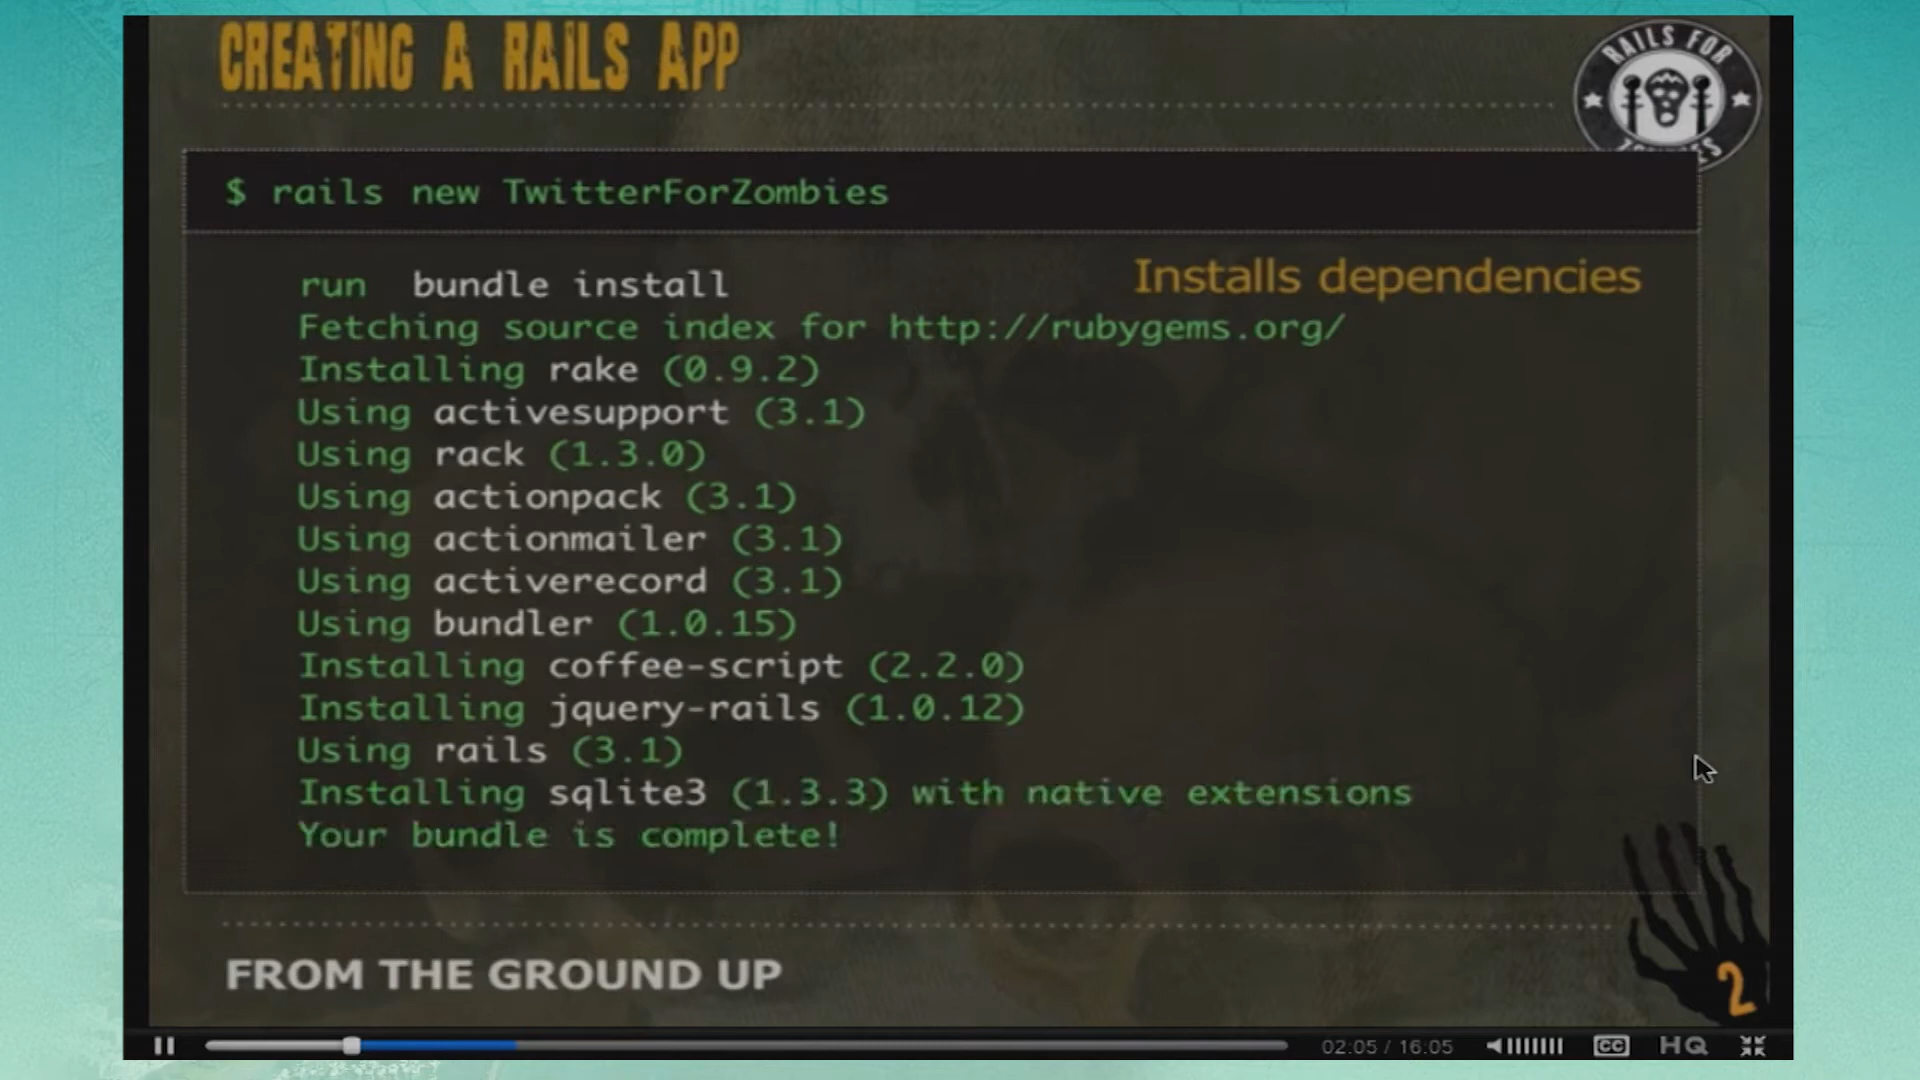 CREATING A RAILS APP
RAILS FOR
ZOMBIES
$ rails new TwitterForZombies
run bundle install
Installs dependencies
Fetching source index for http://rubygems.org/
Installing rake (0.9.2)
Using activesupport (3.1)
Using rack (1.3.0)
Using actionpack (3.1)
Using actionmailer (3.1)
Using activerecord (3.1)
Using bundler (1.0.15)
Installing coffee-script (2.2.0)
Installing jquery-rails (1.0.12)
Using rails (3.1)
Installing sqlite3 (1.3.3) with native extensions
Your bundle is complete!
FROM THE GROUND UP
2
02:05 / 16:05 CC HQ